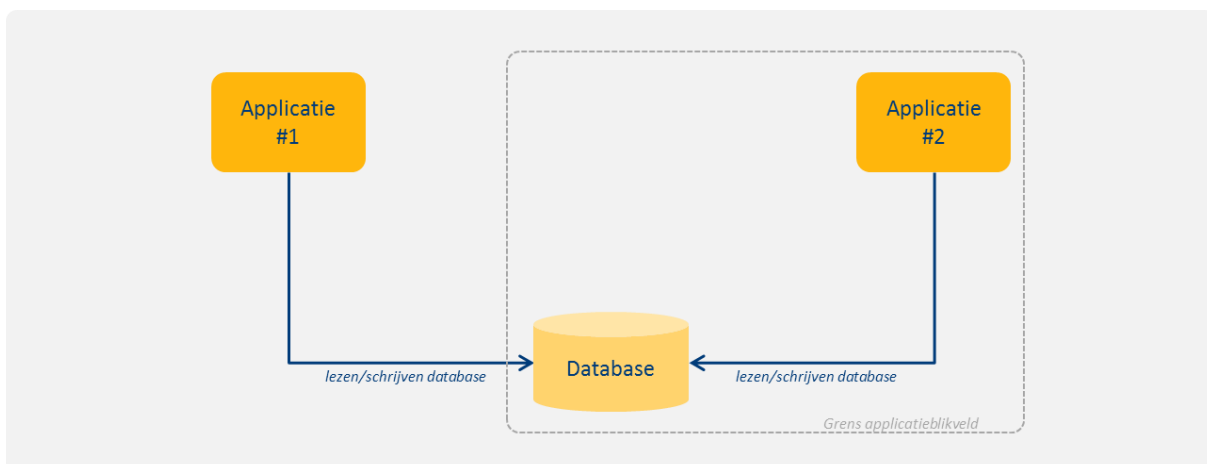 Applicatie
#1
Applicatie
#2
Database
lezen/schrijven database
lezen/schrijven database
Grens applicatieblikveld